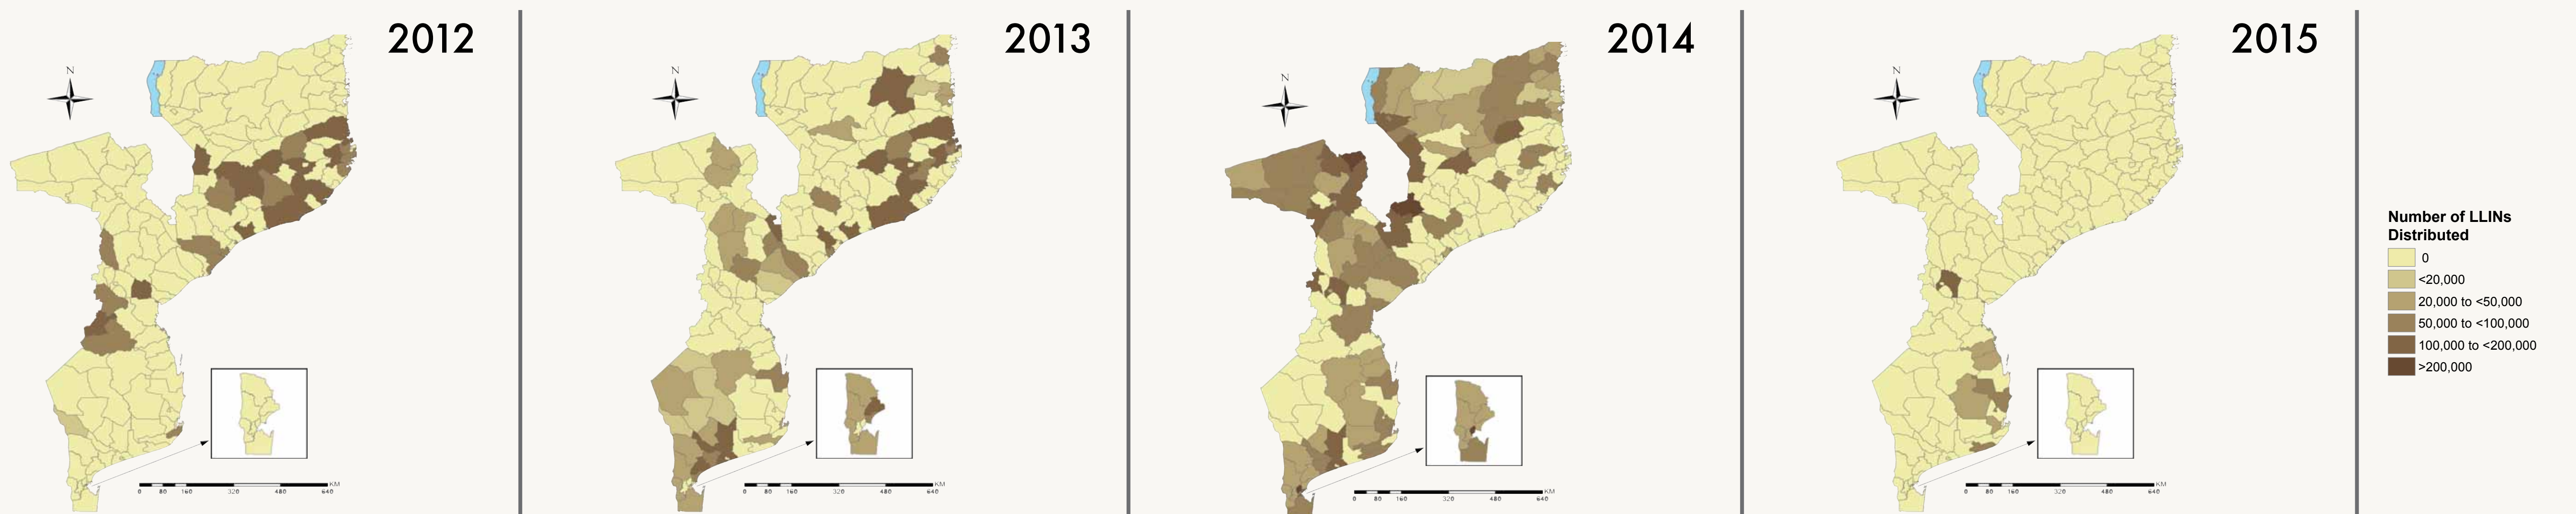 2012
N
0 80 160 320 480 640 KM
2013
N
0 80 160 320 480 640 KM
2014
N
0 80 160 320 480 640 KM
2015
N
0 80 160 320 480 640 KM
Number of LLINs
Distributed
0
<20,000
20,000 to <50,000
50,000 to <100,000
100,000 to <200,000
>200,000